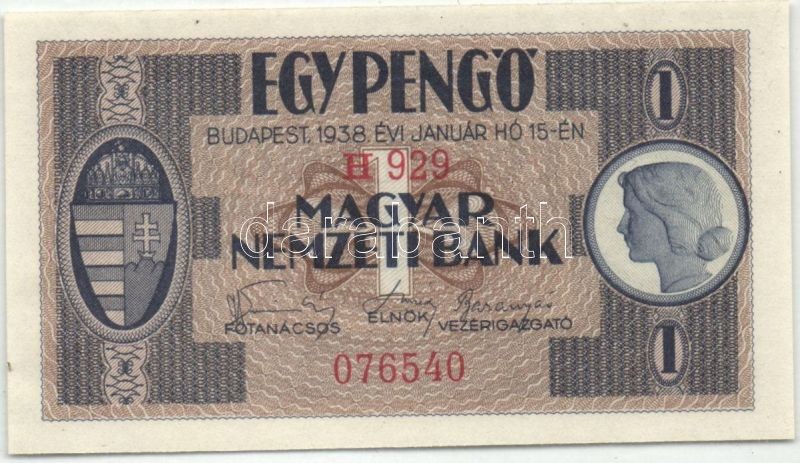 EGY PENGŐ
1
BUDAPEST, 1938 ÉVI JANUÁR HÓ 15-ÉN
H 929
MAGYAR
darabanth
NEMZETI BANK
Baranyai
FŐTANÁCSOS ELNÖK VEZÉRIGAZGATÓ
1
076540